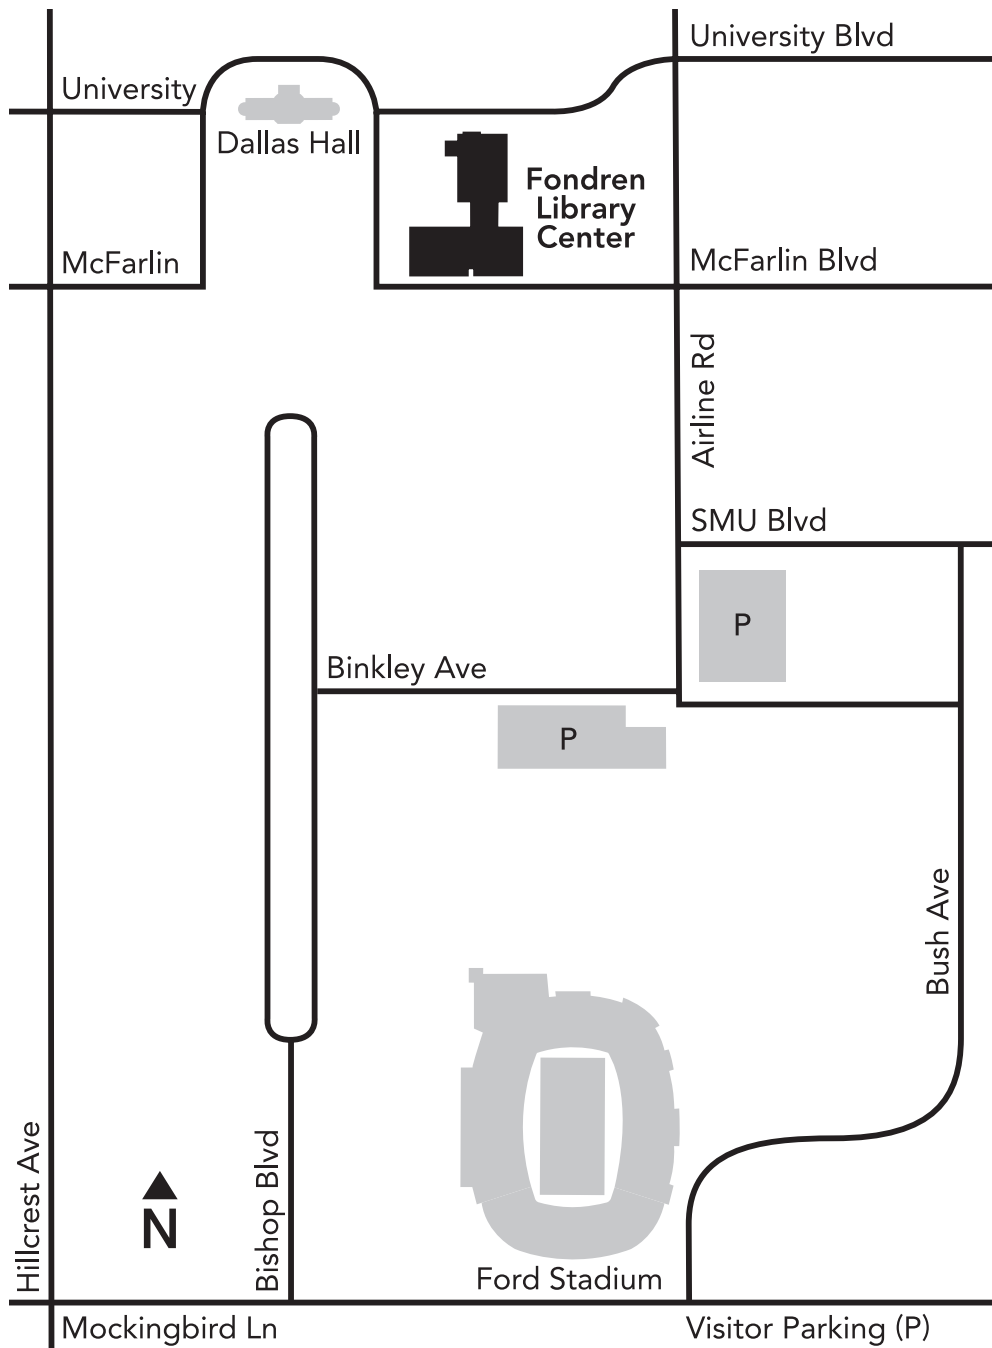 University Blvd
University
Dallas Hall
Fondren
Library
Center
McFarlin
McFarlin Blvd
Airline Rd
SMU Blvd
P
Binkley Ave
P
Bush Ave
Hillcrest Ave
N
Bishop Blvd
Ford Stadium
Mockingbird Ln
Visitor Parking (P)